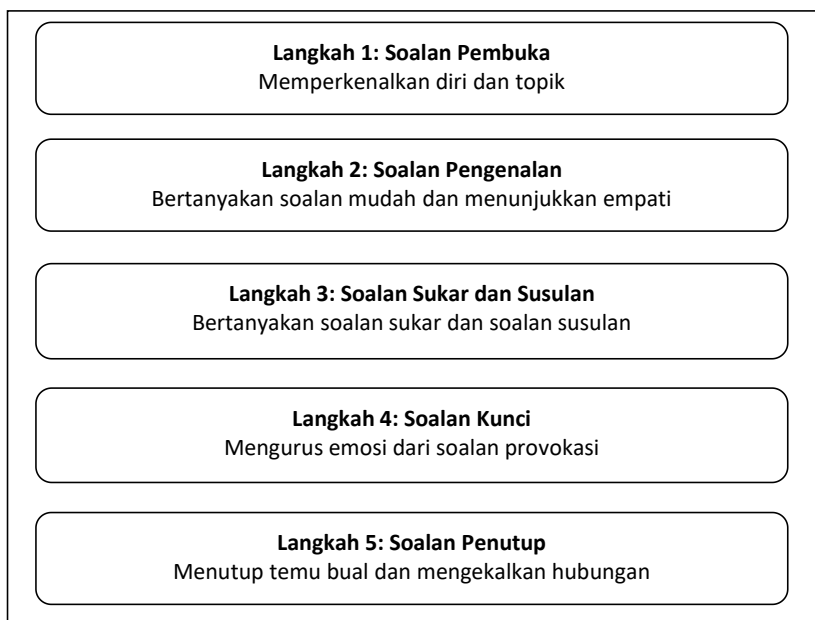 Langkah 1: Soalan Pembuka
Memperkenalkan diri dan topik
Langkah 2: Soalan Pengenalan
Bertanyakan soalan mudah dan menunjukkan empati
Langkah 3: Soalan Sukar dan Susulan
Bertanyakan soalan sukar dan soalan susulan
Langkah 4: Soalan Kunci
Mengurus emosi dari soalan provokasi
Langkah 5: Soalan Penutup
Menutup temu bual dan mengekalkan hubungan